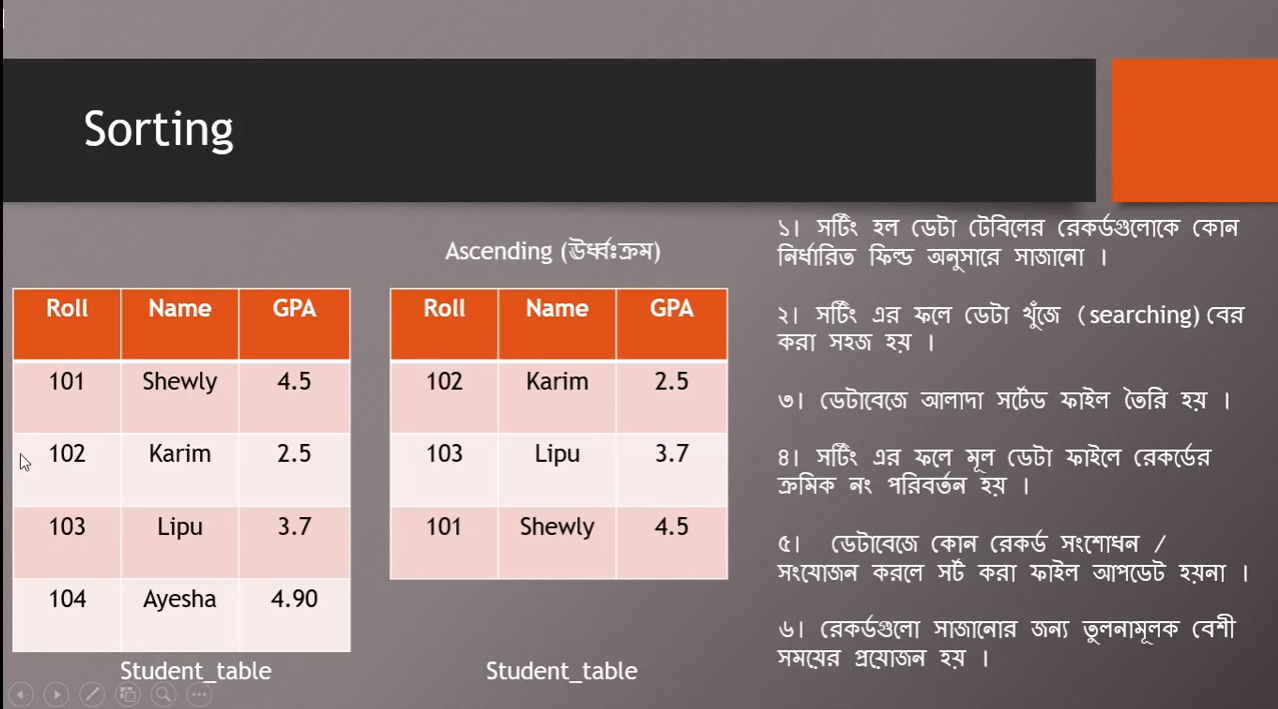 Sorting
Roll Name GPA
101 Shewly 4.5
102 Karim 2.5
103 Lipu 3.7
104 Ayesha 4.90
Student_table
Ascending (ঊর্ধ্বঃক্রম)
Roll Name GPA
102 Karim 2.5
103 Lipu 3.7
101 Shewly 4.5
Student_table
১। সর্টিং হল ডেটা টেবিলের রেকর্ডগুলোকে কোন
নির্ধারিত ফিল্ড অনুসারে সাজানো ।
২। সর্টিং এর ফলে ডেটা খুঁজে ( searching) বের
করা সহজ হয় ।
৩। ডেটাবেজে আলাদা সর্টেড ফাইল তৈরি হয় ।
৪। সর্টিং এর ফলে মূল ডেটা ফাইলে রেকর্ডের
ক্রমিক নং পরিবর্তন হয় ।
৫। ডেটাবেজে কোন রেকর্ড সংশোধন /
সংযোজন করলে সর্ট করা ফাইল আপডেট হয়না ।
৬। রেকর্ডগুলো সাজানোর জন্য তুলনামূলক বেশী
সময়ের প্রয়োজন হয় ।